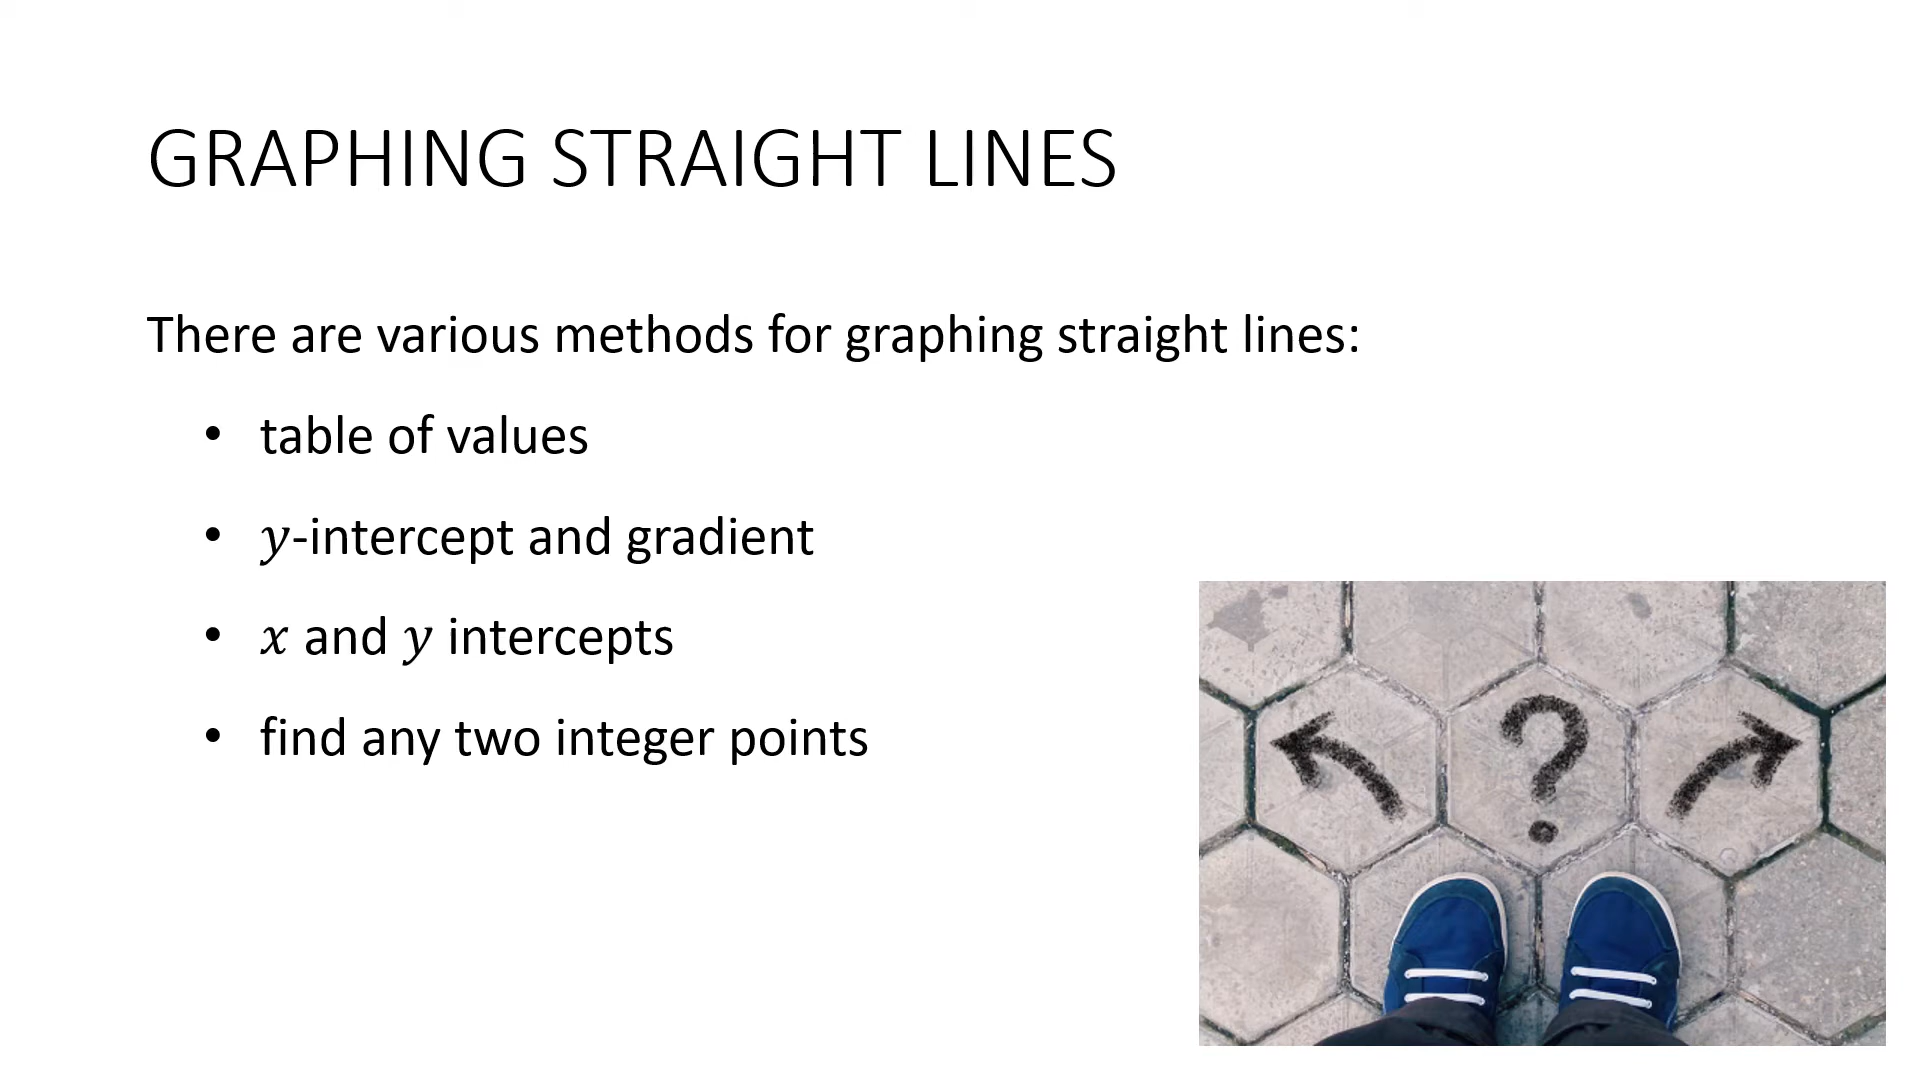 GRAPHING STRAIGHT LINES
There are various methods for graphing straight lines:
• table of values
• y-intercept and gradient
• x and y intercepts
• find any two integer points
?